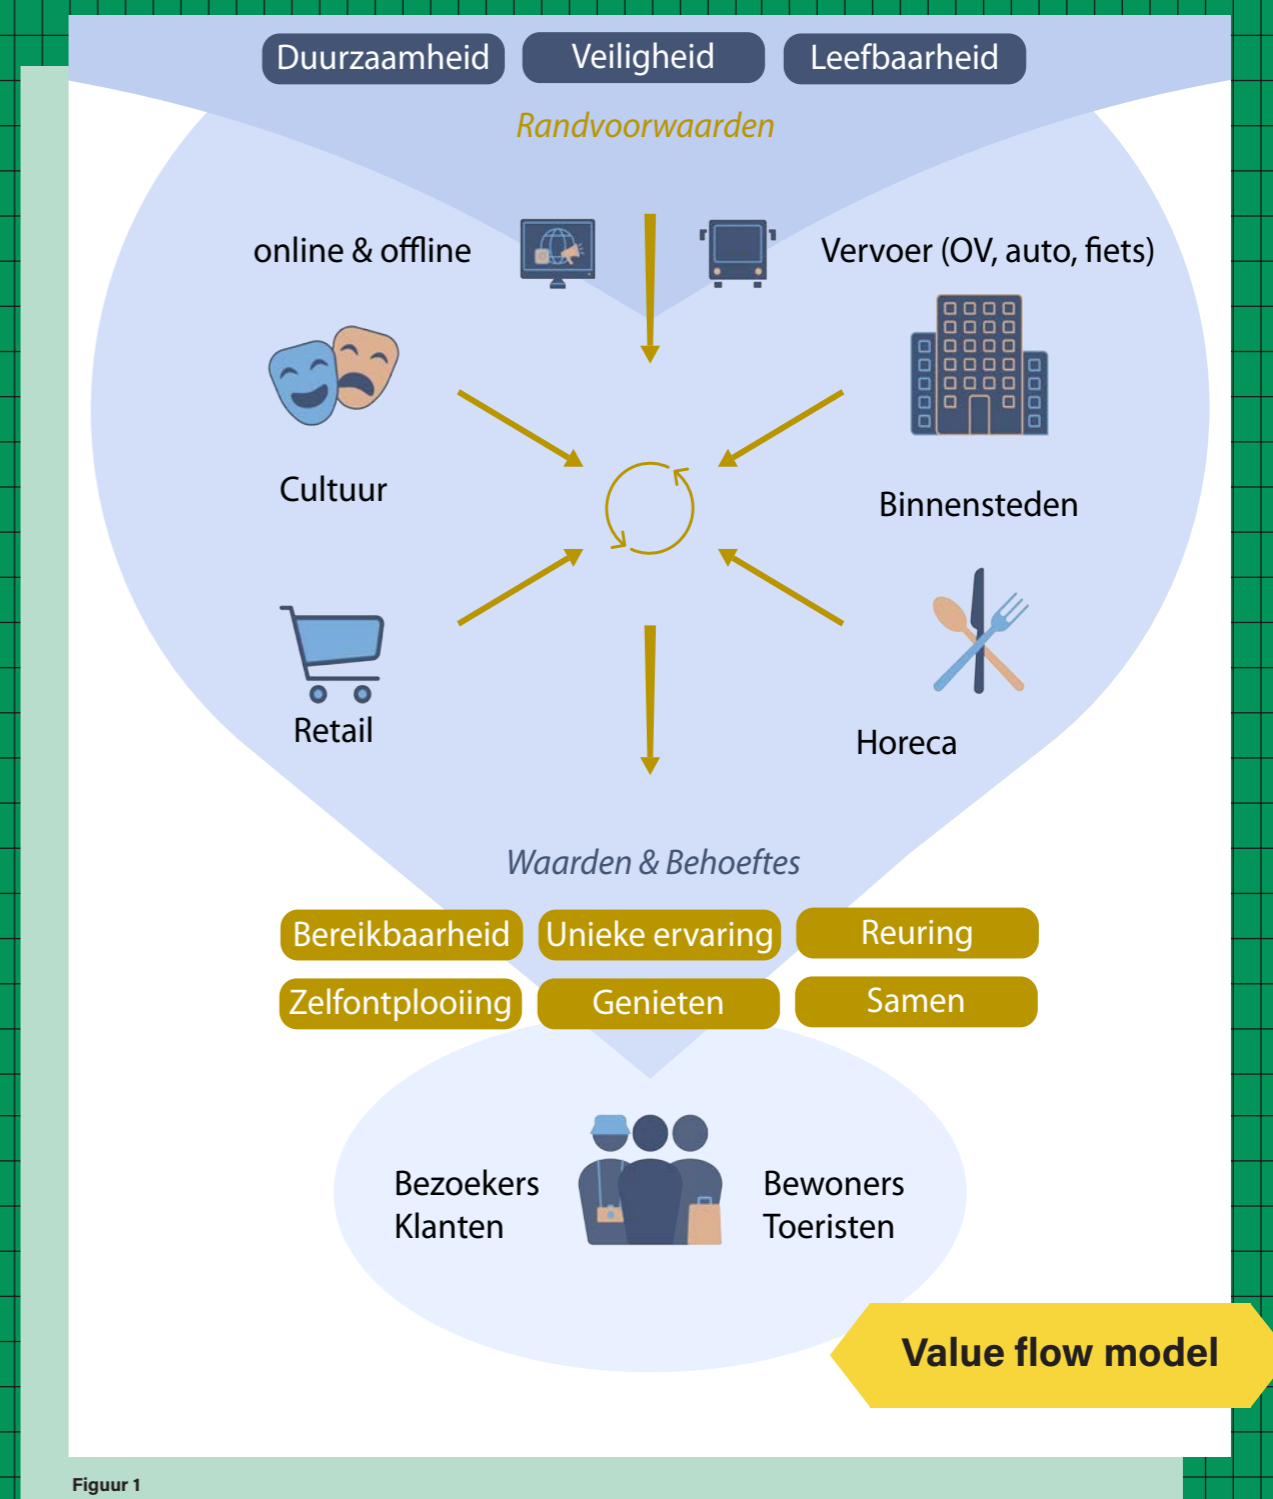 Duurzaamheid
Veiligheid
Leefbaarheid
Randvoorwaarden
online & offline
Vervoer (OV, auto, fiets)
Cultuur
Binnensteden
Retail
Horeca
Waarden & Behoeftes
Bereikbaarheid
Unieke ervaring
Reuring
Zelfontplooiing
Genieten
Samen
Bezoekers
Klanten
Bewoners
Toeristen
Value flow model
Figuur 1